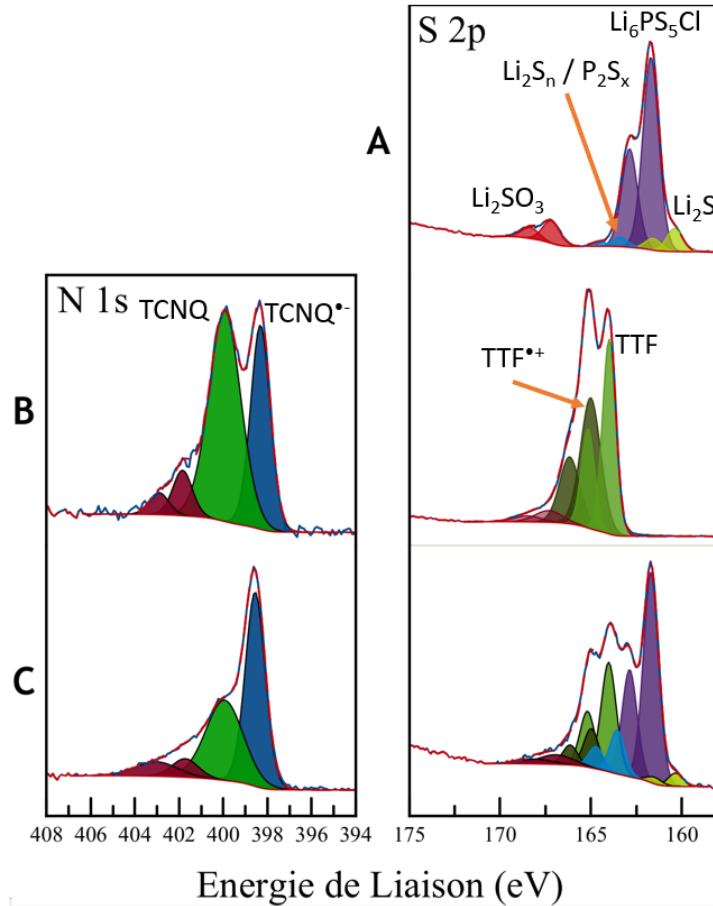 S 2p
Li₆PS₅Cl
Li₂Sₙ / P₂Sₓ
A
Li₂SO₃
Li₂S
N 1s
TCNQ
TCNQ•-
TTF•+
TTF
B
C
408 406 404 402 400 398 396 394
175 170 165 160
Energie de Liaison (eV)